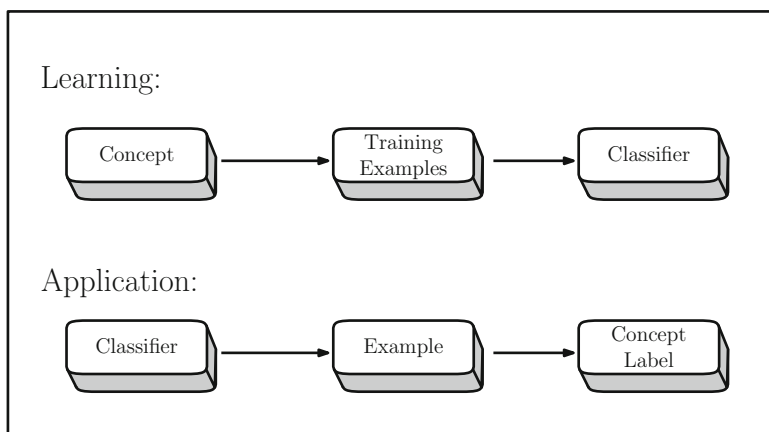 Learning:
Concept
Training
Examples
Classifier
Application:
Classifier
Example
Concept
Label